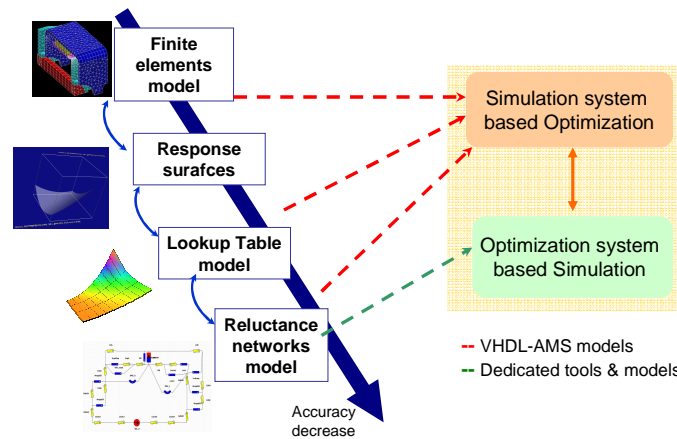 Finite
elements
model
Response
surafces
Lookup Table
model
Reluctance
networks model
Accuracy
decrease
Simulation system
based Optimization
Optimization system
based Simulation
VHDL-AMS models
Dedicated tools & models